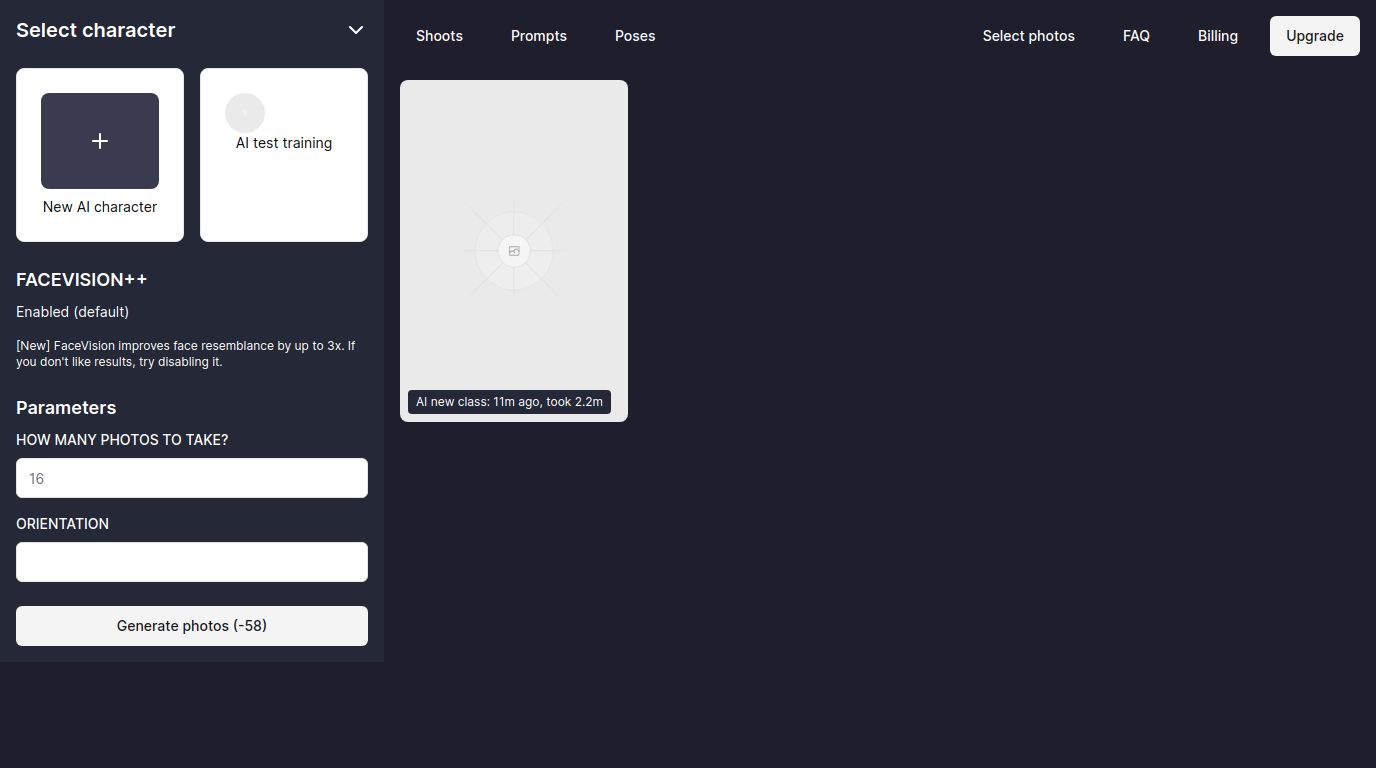 Select character
New AI character
AI test training
FACEVISION++
Enabled (default)
[New] FaceVision improves face resemblance by up to 3x. If
you don't like results, try disabling it.
Parameters
HOW MANY PHOTOS TO TAKE?
16
ORIENTATION
Generate photos (-58)
Shoots
Prompts
Poses
Select photos
FAQ
Billing
Upgrade
AI new class: 11m ago, took 2.2m